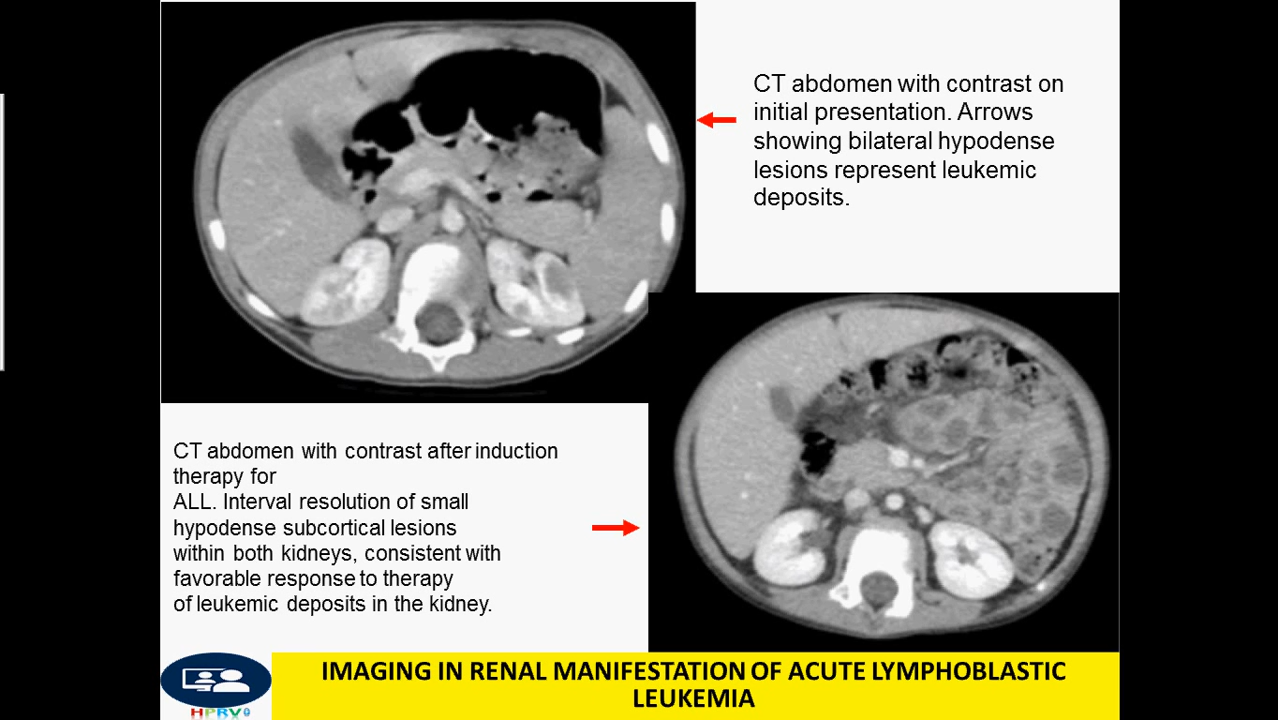 CT abdomen with contrast on
initial presentation. Arrows
showing bilateral hypodense
lesions represent leukemic
deposits.
CT abdomen with contrast after induction
therapy for
ALL. Interval resolution of small
hypodense subcortical lesions
within both kidneys, consistent with
favorable response to therapy
of leukemic deposits in the kidney.
HPRV
IMAGING IN RENAL MANIFESTATION OF ACUTE LYMPHOBLASTIC
LEUKEMIA